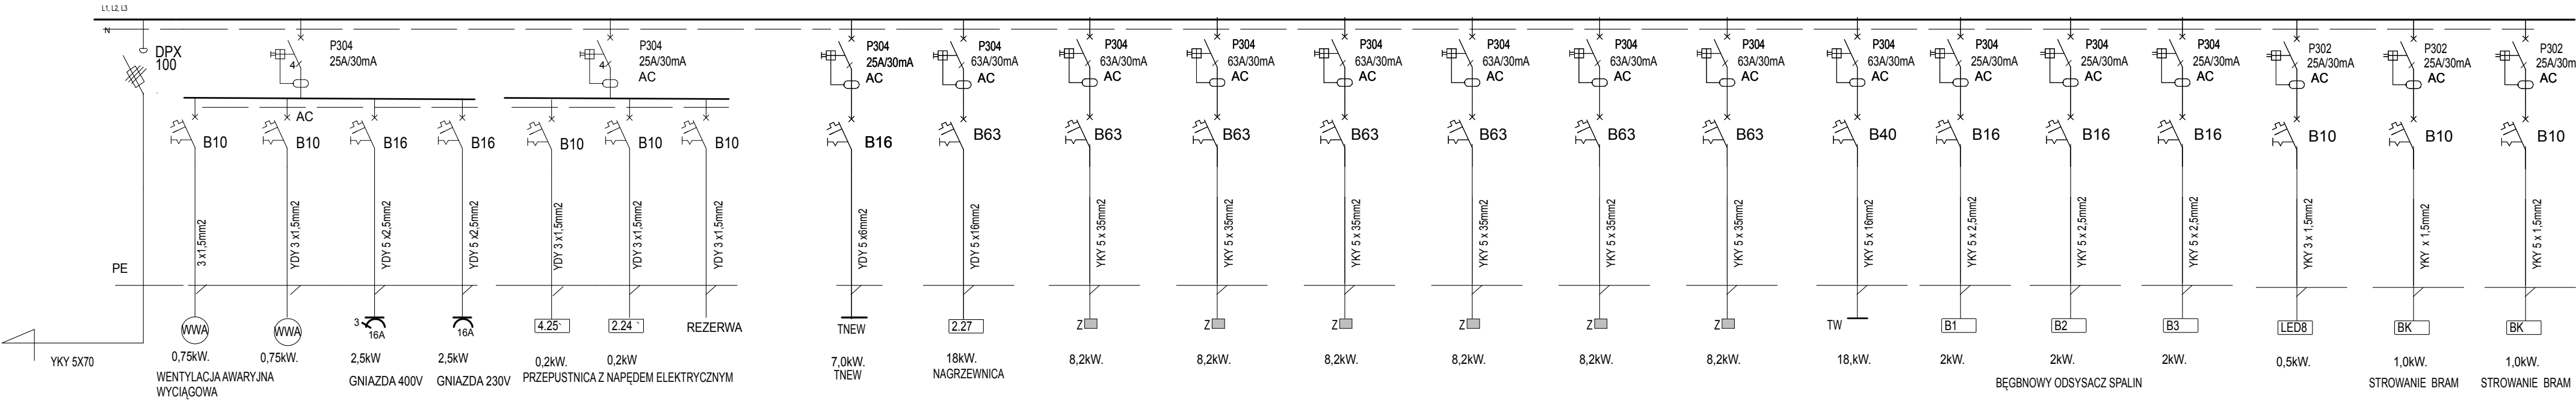 L1, L2, L3
N
DPX
100
P304
25A/30mA
P304
25A/30mA
AC
P304
25A/30mA
AC
P304
63A/30mA
AC
P304
63A/30mA
AC
P304
63A/30mA
AC
P304
63A/30mA
AC
P304
63A/30mA
AC
P304
63A/30mA
AC
P304
63A/30mA
AC
P304
63A/30mA
AC
P304
25A/30mA
AC
P304
25A/30mA
AC
P304
25A/30mA
AC
P302
25A/30mA
AC
P302
25A/30mA
AC
P302
25A/30m
AC
4
4
AC
B10
B10
B16
B16
B10
B10
B10
B16
B63
B63
B63
B63
B63
B63
B63
B40
B16
B16
B16
B10
B10
B10
3 x1,5mm2
YDY 3 x1,5mm2
YDY 5 x2,5mm2
YDY 5 x2,5mm2
YDY 3 x1,5mm2
YDY 3 x1,5mm2
YDY 3 x1,5mm2
YDY 5 x6mm2
YDY 5 x16mm2
YKY 5 x 35mm2
YKY 5 x 35mm2
YKY 5 x 35mm2
YKY 5 x 35mm2
YKY 5 x 35mm2
YKY 5 x 35mm2
YKY 5 x 16mm2
YKY 5 x 2,5mm2
YKY 5 x 2,5mm2
YKY 5 x 2,5mm2
YKY 3 x 1,5mm2
YKY x 1,5mm2
YKY 5 x 1,5mm2
PE
WWA
WWA
3
16A
16A
4.25`
2.24 `
REZERWA
TNEW
2.27
Z
Z
Z
Z
Z
Z
TW
B1
B2
B3
LED8
BK
BK
YKY 5X70
0,75kW.
0,75kW.
2,5kW
2,5kW
0,2kW.
0,2kW
7,0kW.
18kW.
8,2kW.
8,2kW.
8,2kW.
8,2kW.
8,2kW.
8,2kW.
18,kW.
2kW.
2kW.
2kW.
0,5kW.
1,0kW.
1,0kW.
WENTYLACJA AWARYJNA
WYCIĄGOWA
GNIAZDA 400V
GNIAZDA 230V
PRZEPUSTNICA Z NAPĘDEM ELEKTRYCZNYM
TNEW
NAGRZEWNICA
BĘGBNOWY ODSYSACZ SPALIN
STROWANIE BRAM
STROWANIE BRAM